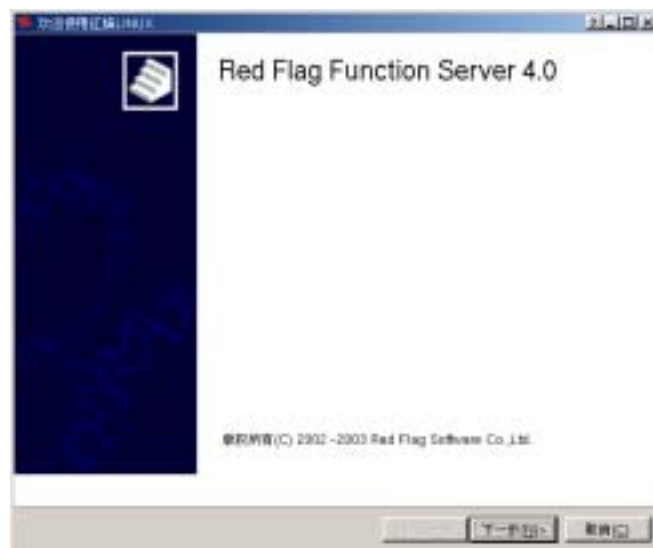 LINUX
Red Flag Function Server 4.0
版权所有(C) 2002-2003 Red Flag Software Co.,Ltd.
下一步(N)>
取消(C)